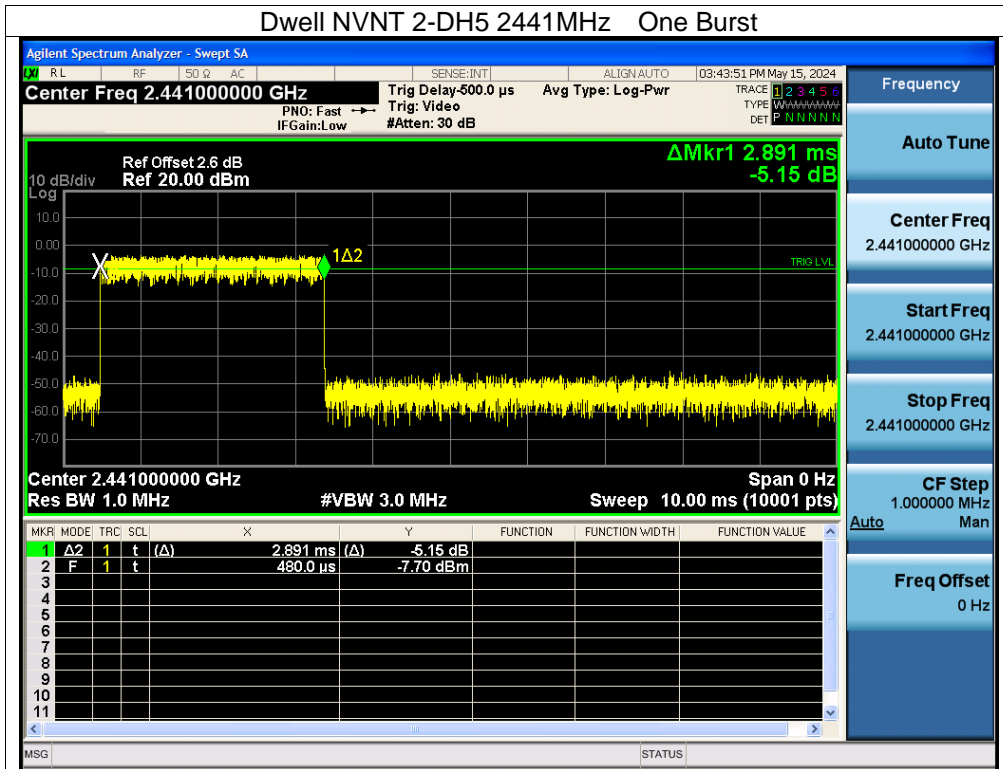 Dwell NVNT 2-DH5 2441MHz One Burst
Agilent Spectrum Analyzer - Swept SA
LXI RL RF 50 Ω AC SENSE:INT ALIGN AUTO 03:43:51 PM May 15, 2024
Center Freq 2.441000000 GHz Trig Delay-500.0 µs Avg Type: Log-Pwr TRACE 1 2 3 4 5 6
PNO: Fast Trig: Video TYPE WWWWWW
IFGain:Low #Atten: 30 dB DET P N N N N N
Frequency
Auto Tune
Center Freq
2.441000000 GHz
Start Freq
2.441000000 GHz
Stop Freq
2.441000000 GHz
CF Step
1.000000 MHz
Auto Man
Freq Offset
0 Hz
ΔMkr1 2.891 ms
-5.15 dB
Ref Offset 2.6 dB
10 dB/div Ref 20.00 dBm
Log
10.0
0.00
-10.0
-20.0
-30.0
-40.0
-50.0
-60.0
-70.0
1Δ2
TRIG LVL
Center 2.441000000 GHz Span 0 Hz
Res BW 1.0 MHz #VBW 3.0 MHz Sweep 10.00 ms (10001 pts)
MKR MODE TRC SCL X Y FUNCTION FUNCTION WIDTH FUNCTION VALUE
1 Δ2 1 t (Δ) 2.891 ms (Δ) -5.15 dB
2 F 1 t 480.0 µs -7.70 dBm
3
4
5
6
7
8
9
10
11
MSG STATUS